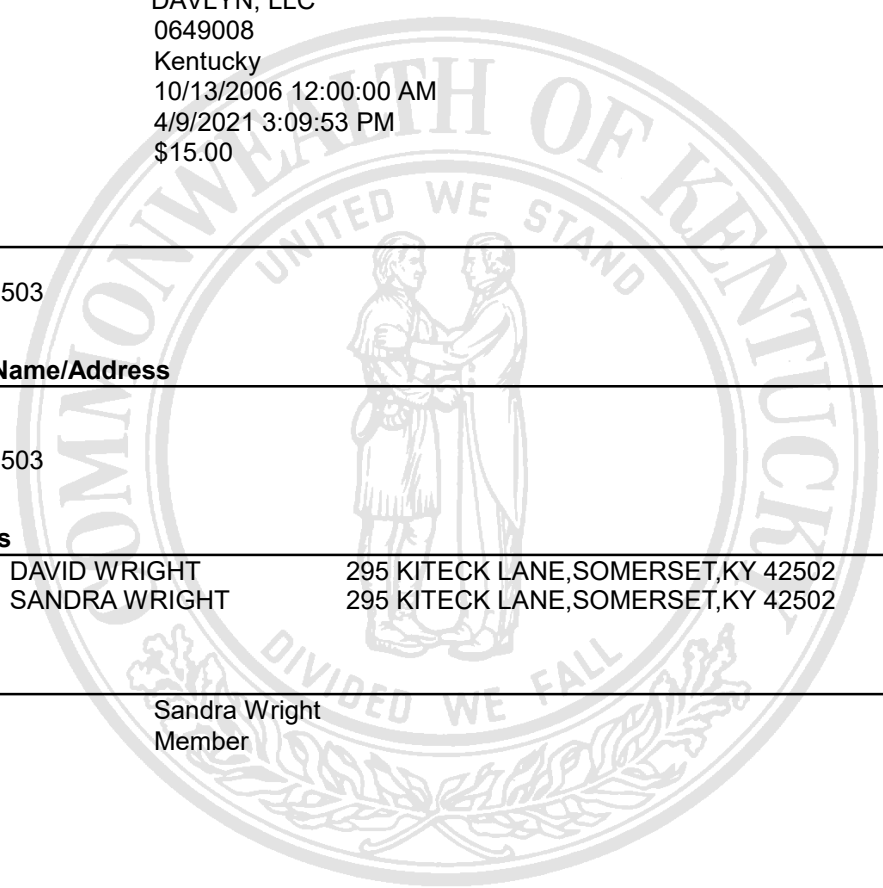 DAVEYN, LLC
0649008
Kentucky
10/13/2006 12:00:00 AM
4/9/2021 3:09:53 PM
$15.00
503
Name/Address
503
s
DAVID WRIGHT 295 KITECK LANE,SOMERSET,KY 42502
SANDRA WRIGHT 295 KITECK LANE,SOMERSET,KY 42502
Sandra Wright
Member
COMMONWEALTH OF KENTUCKY
UNITED WE STAND
DIVIDED WE FALL